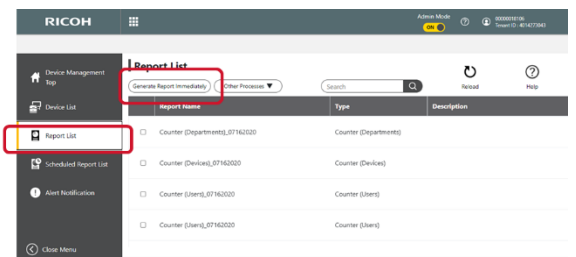 RICOH
Admin Mode
ON
?
0000010106
Tenant ID : 4014273943
Device Management
Top
Device List
Report List
Scheduled Report List
Alert Notification
Close Menu
Report List
Generate Report Immediately
Other Processes ▼
Search
Reload
Help
Report Name
Type
Description
Counter (Departments)_07162020
Counter (Departments)
Counter (Devices)_07162020
Counter (Devices)
Counter (Users)_07162020
Counter (Users)
Counter (Users)_07162020
Counter (Users)